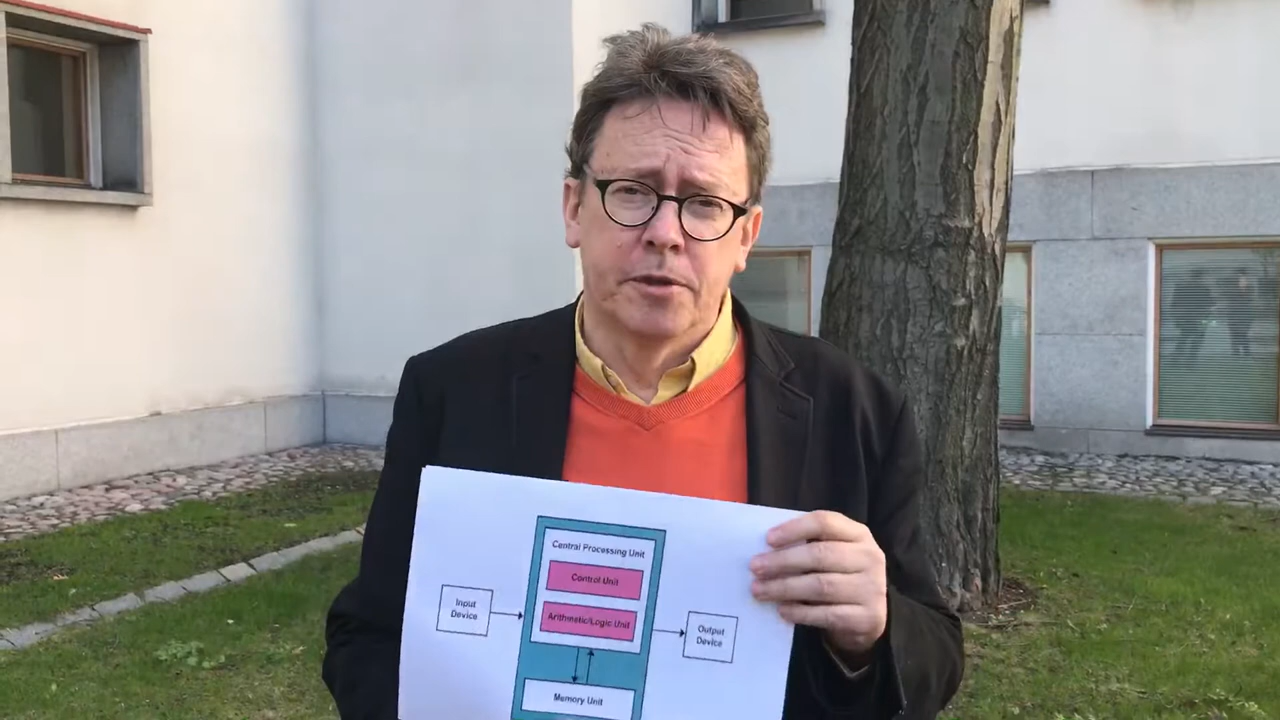 Central Processing Unit
Control Unit
Arithmetic/Logic Unit
Input
Device
Output
Device
Memory Unit